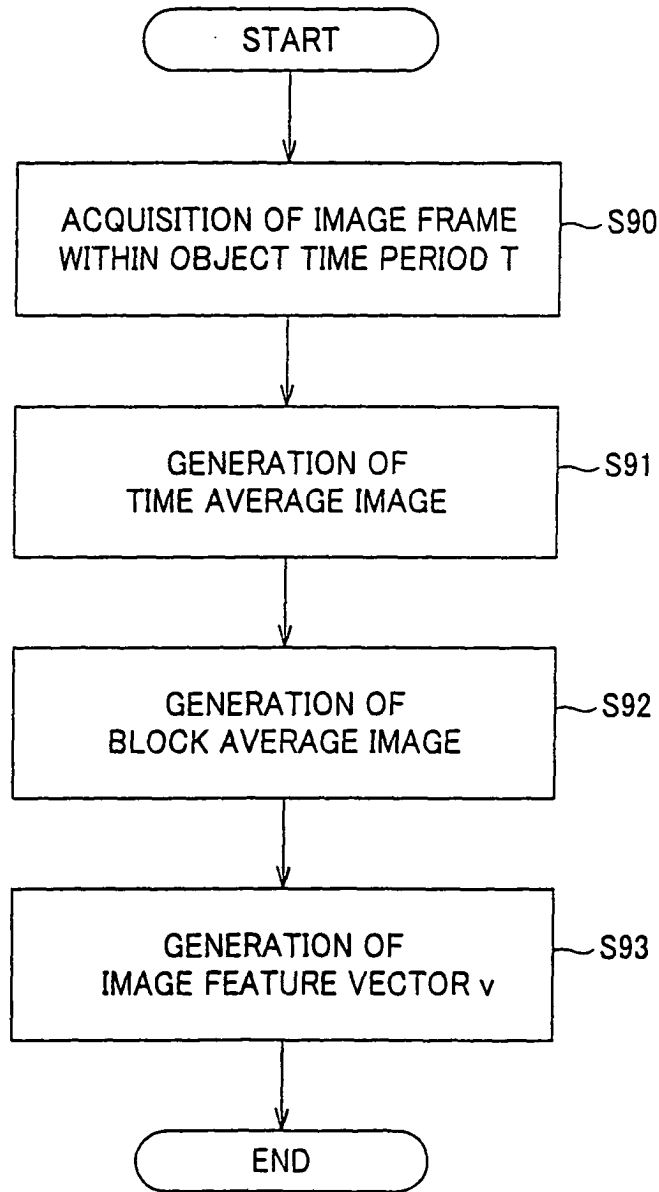 START
ACQUISITION OF IMAGE FRAME
WITHIN OBJECT TIME PERIOD T
S90
GENERATION OF
TIME AVERAGE IMAGE
S91
GENERATION OF
BLOCK AVERAGE IMAGE
S92
GENERATION OF
IMAGE FEATURE VECTOR v
S93
END